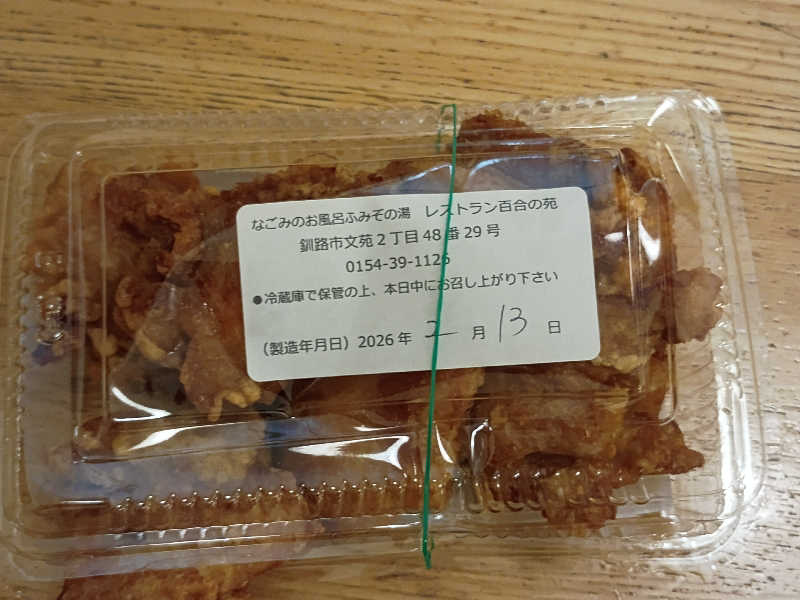 なごみのお風呂ふみぞの湯　レストラン百合の苑
釧路市文苑2丁目48番29号
0154-39-1126
●冷蔵庫で保管の上、本日中にお召し上がり下さい
(製造年月日) 2026年 2 月 13 日